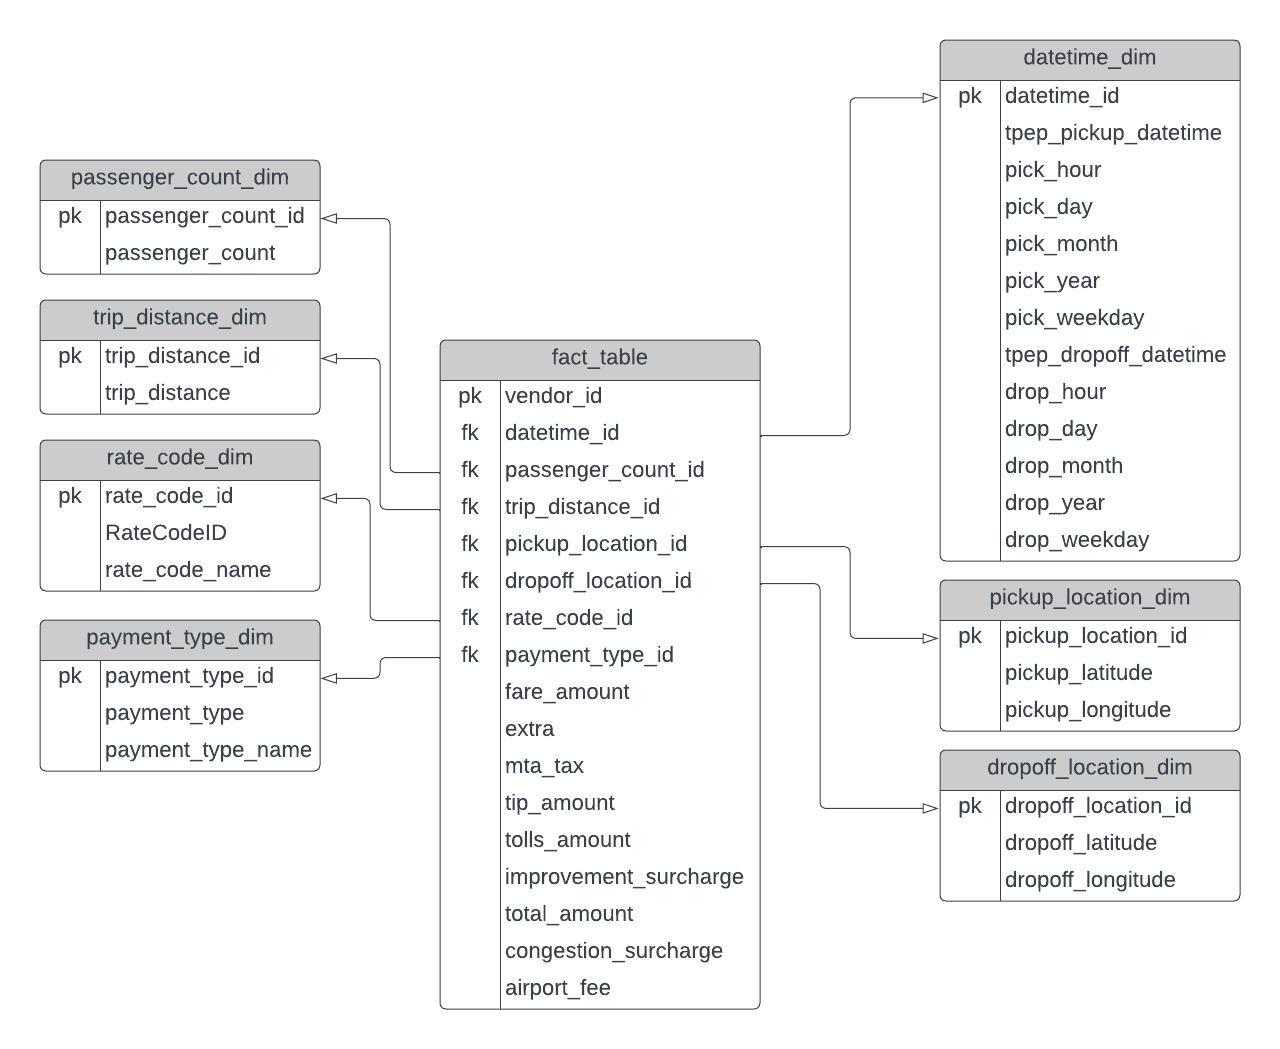 passenger_count_dim
pk passenger_count_id
passenger_count
trip_distance_dim
pk trip_distance_id
trip_distance
rate_code_dim
pk rate_code_id
RateCodeID
rate_code_name
payment_type_dim
pk payment_type_id
payment_type
payment_type_name
fact_table
pk vendor_id
fk datetime_id
fk passenger_count_id
fk trip_distance_id
fk pickup_location_id
fk dropoff_location_id
fk rate_code_id
fk payment_type_id
fare_amount
extra
mta_tax
tip_amount
tolls_amount
improvement_surcharge
total_amount
congestion_surcharge
airport_fee
datetime_dim
pk datetime_id
tpep_pickup_datetime
pick_hour
pick_day
pick_month
pick_year
pick_weekday
tpep_dropoff_datetime
drop_hour
drop_day
drop_month
drop_year
drop_weekday
pickup_location_dim
pk pickup_location_id
pickup_latitude
pickup_longitude
dropoff_location_dim
pk dropoff_location_id
dropoff_latitude
dropoff_longitude